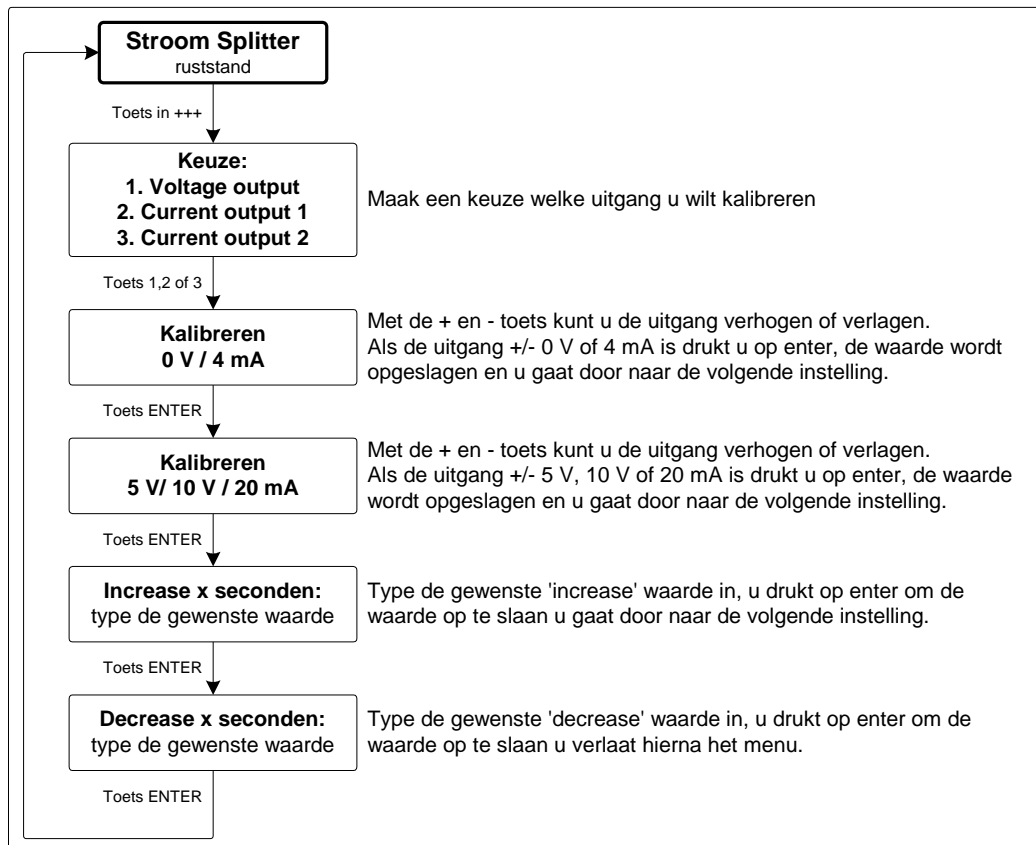 Stroom Splitter
ruststand
Toets in +++
Keuze:
1. Voltage output
2. Current output 1
3. Current output 2
Maak een keuze welke uitgang u wilt kalibreren
Toets 1,2 of 3
Kalibreren
0 V / 4 mA
Met de + en - toets kunt u de uitgang verhogen of verlagen.
Als de uitgang +/- 0 V of 4 mA is drukt u op enter, de waarde wordt
opgeslagen en u gaat door naar de volgende instelling.
Toets ENTER
Kalibreren
5 V/ 10 V / 20 mA
Met de + en - toets kunt u de uitgang verhogen of verlagen.
Als de uitgang +/- 5 V, 10 V of 20 mA is drukt u op enter, de waarde
wordt opgeslagen en u gaat door naar de volgende instelling.
Toets ENTER
Increase x seconden:
type de gewenste waarde
Type de gewenste 'increase' waarde in, u drukt op enter om de
waarde op te slaan u gaat door naar de volgende instelling.
Toets ENTER
Decrease x seconden:
type de gewenste waarde
Type de gewenste 'decrease' waarde in, u drukt op enter om de
waarde op te slaan u verlaat hierna het menu.
Toets ENTER